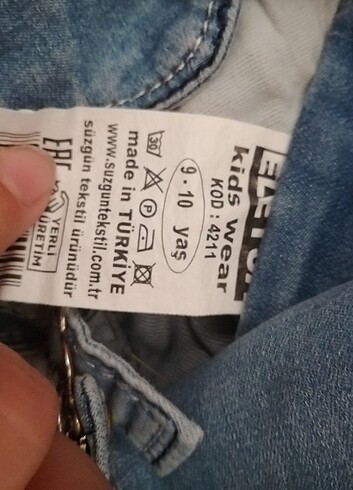 kids wear
KOD : 4211
9 - 10 yaş
30
P
made in TÜRKİYE
www.suzguntekstil.com.tr
süzgün tekstil ürünüdür
EAC
YERLİ
ÜRETİM